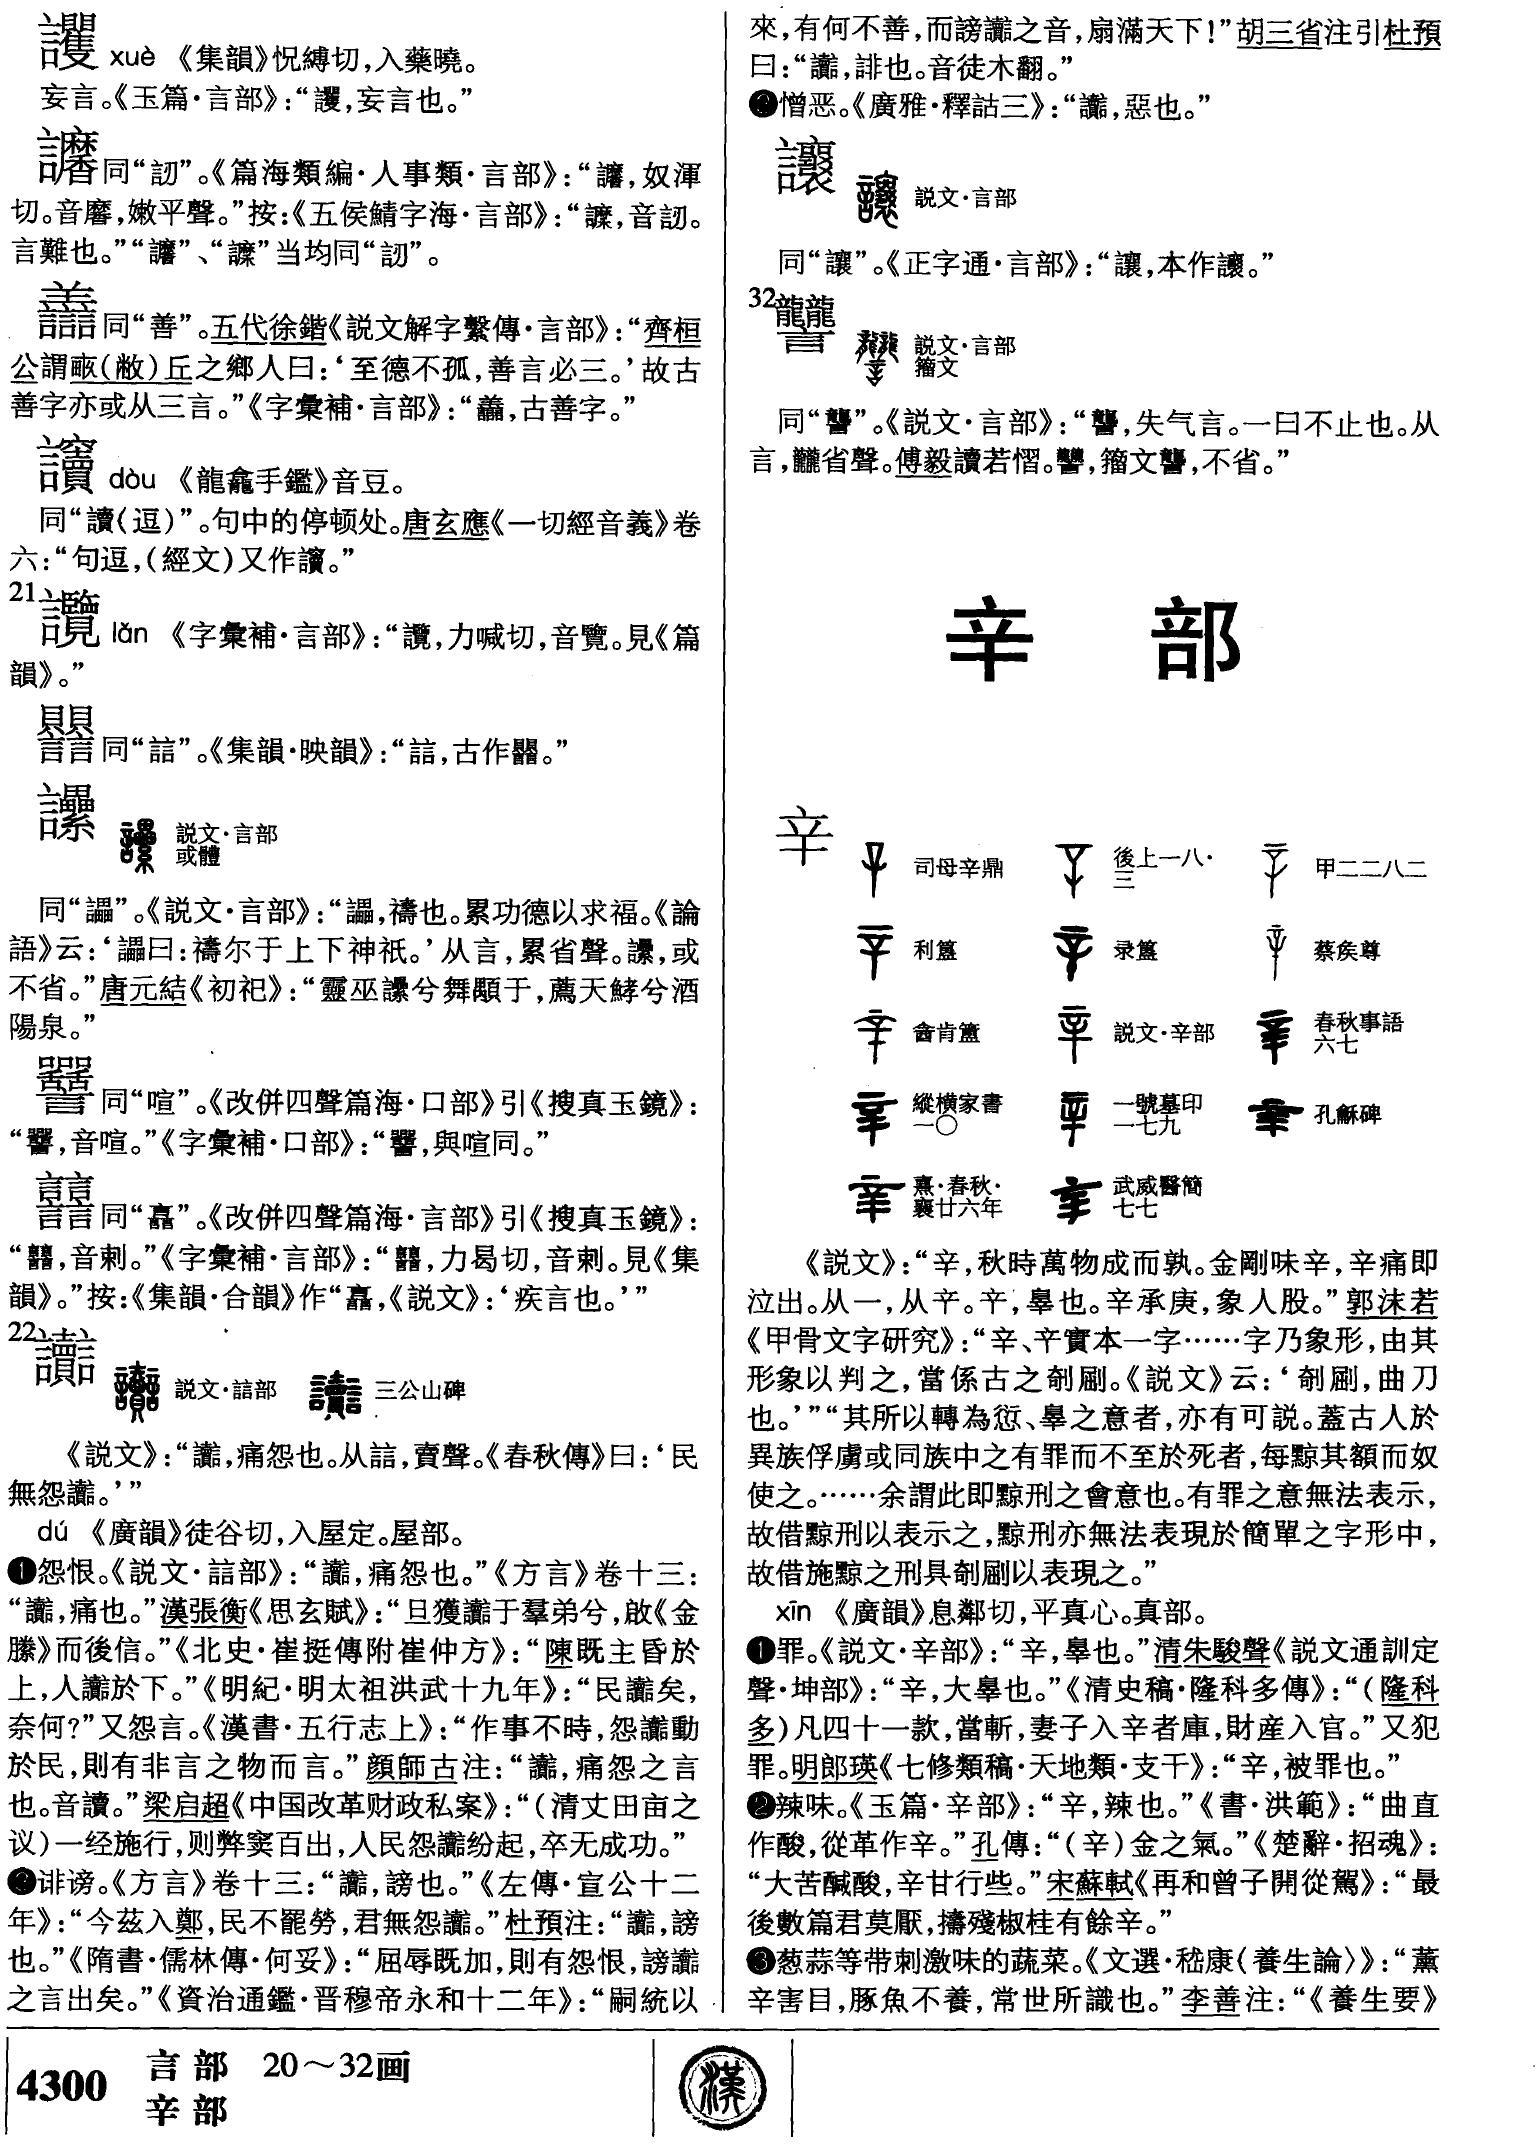 xuè 《集韻》怳縛切，入藥曉。
妄言。《玉篇·言部》：“𧮞，妄言也。”
同“訒”。《篇海類編·人事類·言部》：“，奴渾
切。音黁，嫩平聲。”按：《五侯鯖字海·言部》：“，音訒。
言難也。”“”、“”当均同“訒”。
譱同“善”。五代徐鍇《説文解字繫傳·言部》：“齊桓
公謂畞（敝）丘之鄉人曰：‘至德不孤，善言必三。’故古
善字亦或从三言。”《字彙補·言部》：“，古善字。”
dòu 《龍龕手鑑》音豆。
同“讀（逗）”。句中的停顿处。唐玄應《一切經音義》卷
六：“句逗，（經文）又作。”
21
讕 lǎn 《字彙補·言部》：“，力喊切，音覽。見《篇
韻》。”
同“誩”。《集韻·映韻》：“誩，古作。”
讄 説文·言部
或體
同“讄”。《説文·言部》：“讄，禱也。累功德以求福。《論
語》云：‘讄曰：禱尔于上下神祇。’从言，纍省聲。，或
不省。”唐元結《初祀》：“靈巫兮舞顒于，薦天兮酒
陽泉。”
同“喧”。《改併四聲篇海·口部》引《搜真玉鏡》：
“，音喧。”《字彙補·口部》：“，與喧同。”
同“譶”。《改併四聲篇海·言部》引《搜真玉鏡》：
“，音剌。”《字彙補·言部》：“，力曷切，音剌。見《集
韻》。”按：《集韻·合韻》作“譶，《説文》：‘疾言也。’”
22
讟 説文·誩部 三公山碑
《説文》：“讟，痛怨也。从誩，𧶠聲。《春秋傳》曰：‘民
無怨讟。’”
dú 《廣韻》徒谷切，入屋定。屋部。
❶怨恨。《説文·誩部》：“讟，痛怨也。”《方言》卷十三：
“讟，痛也。”漢張衡《思玄賦》：“旦獲讟于羣弟兮，啟《金
縢》而後信。”《北史·崔挺傳附崔仲方》：“陳既主昏於
上，人讟於下。”《明紀·明太祖洪武十九年》：“民讟矣，
奈何？”又怨言。《漢書·五行志上》：“作事不時，怨讟動
於民，則有非言之物而言。”顔師古注：“讟，痛怨之言
也。音讀。”梁启超《中国改革财政私案》：“（清丈田亩之
议）一经施行，则弊窦百出，人民怨讟纷起，卒无成功。”
❷诽谤。《方言》卷十三：“讟，謗也。”《左傳·宣公十二
年》：“今茲入鄭，民不罷勞，君無怨讟。”杜預注：“讟，謗
也。”《隋書·儒林傳·何妥》：“屈辱既加，則有怨恨，謗讟
之言出矣。”《資治通鑑·晋穆帝永和十二年》：“嗣統以
來，有何不善，而謗讟之音，扇滿天下！”胡三省注引杜預
曰：“讟，誹也。音徒木翻。”
❸憎恶。《廣雅·釋詁三》：“讟，惡也。”
説文·言部
同“讓”。《正字通·言部》：“讓，本作。”
32
説文·言部
籀文
同“讋”。《説文·言部》：“讋，失气言。一曰不止也。从
言，龖省聲。傅毅讀若慴。，籀文讋，不省。”
辛 部
辛
司母辛鼎 後上一八·三 甲二二八二
利簋 录簋 蔡侯尊
酓肯簠 説文·辛部 春秋事語六七
縱横家書一〇 一號墓印一七九 孔龢碑
熹·春秋·襄廿六年 武威醫簡七七
《説文》：“辛，秋時萬物成而孰。金剛味辛，辛痛即
泣出。从一，从䇂。䇂，辠也。辛承庚，象人股。”郭沫若
《甲骨文字研究》：“辛、䇂實本一字……字乃象形，由其
形象以判之，當係古之剞劂。《説文》云：‘剞劂，曲刀
也。’”“其所以轉為愆、辠之意者，亦有可説。蓋古人於
異族俘虜或同族中之有罪而不至於死者，每黥其額而奴
使之。……余謂此即黥刑之會意也。有罪之意無法表示，
故借黥刑以表示之，黥刑亦無法表現於簡單之字形中，
故借施黥之刑具剞劂以表現之。”
xīn 《廣韻》息鄰切，平真心。真部。
❶罪。《説文·辛部》：“辛，辠也。”清朱駿聲《説文通訓定
聲·坤部》：“辛，大辠也。”《清史稿·隆科多傳》：“（隆科
多）凡四十一款，當斬，妻子入辛者庫，財産入官。”又犯
罪。明郎瑛《七修類稿·天地類·支干》：“辛，被罪也。”
❷辣味。《玉篇·辛部》：“辛，辣也。”《書·洪範》：“曲直
作酸，從革作辛。”孔傳：“（辛）金之氣。”《楚辭·招魂》：
“大苦醎酸，辛甘行些。”宋蘇軾《再和曾子開從駕》：“最
後數篇君莫厭，擣殘椒桂有餘辛。”
❸葱蒜等带刺激味的蔬菜。《文選·嵇康〈養生論〉》：“薰
辛害目，豚魚不養，常世所識也。”李善注：“《養生要》
4300 言部 20～32画
辛部
漢